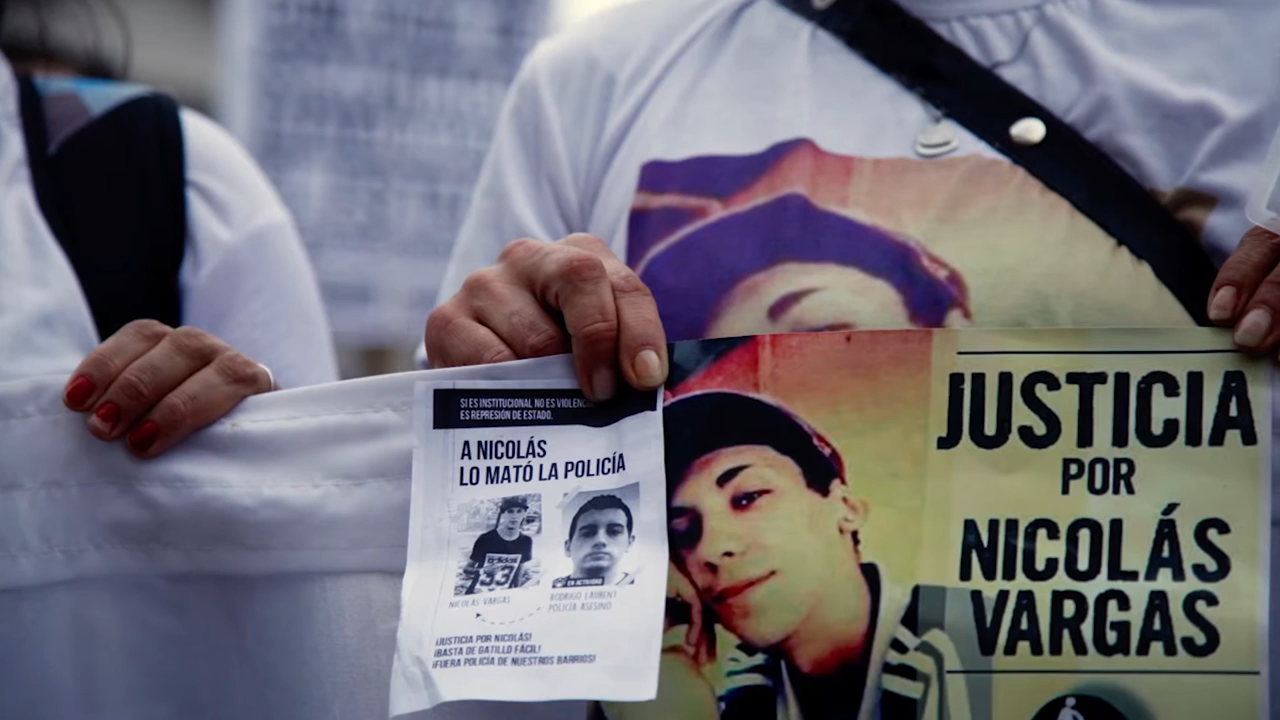 SI ES INSTITUCIONAL NO ES VIOLENCIA
ES REPRESIÓN DE ESTADO.
A NICOLÁS
LO MATÓ LA POLICÍA
adidas
33
EN ACTIVIDAD
NICOLÁS VARGAS
RODRIGO LAURENT
POLICÍA ASESINO.
¡JUSTICIA POR NICOLÁS!
¡BASTA DE GATILLO FÁCIL!
¡FUERA POLICÍA DE NUESTROS BARRIOS!
JUSTICIA
POR
NICOLÁS
VARGAS